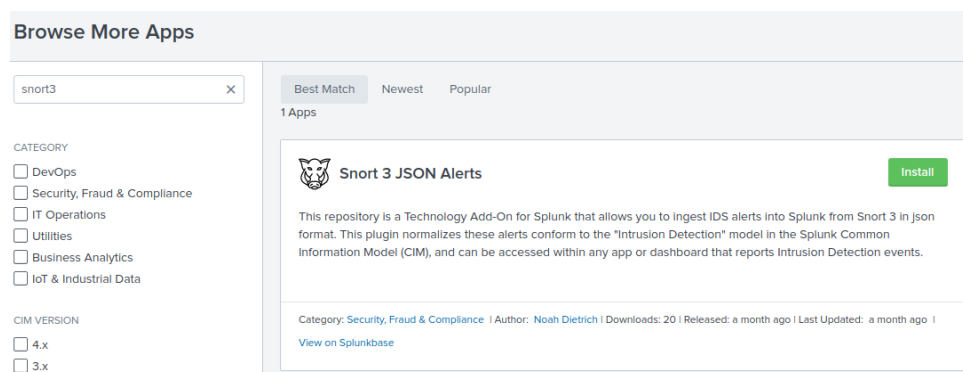 Browse More Apps
snort3
CATEGORY
DevOps
Security, Fraud & Compliance
IT Operations
Utilities
Business Analytics
IoT & Industrial Data
CIM VERSION
4.x
3.x
Best Match Newest Popular
1 Apps
Snort 3 JSON Alerts
Install
This repository is a Technology Add-On for Splunk that allows you to ingest IDS alerts into Splunk from Snort 3 in json
format. This plugin normalizes these alerts conform to the "Intrusion Detection" model in the Splunk Common
Information Model (CIM), and can be accessed within any app or dashboard that reports Intrusion Detection events.
Category: Security, Fraud & Compliance | Author: Noah Dietrich | Downloads: 20 | Released: a month ago | Last Updated: a month ago |
View on Splunkbase